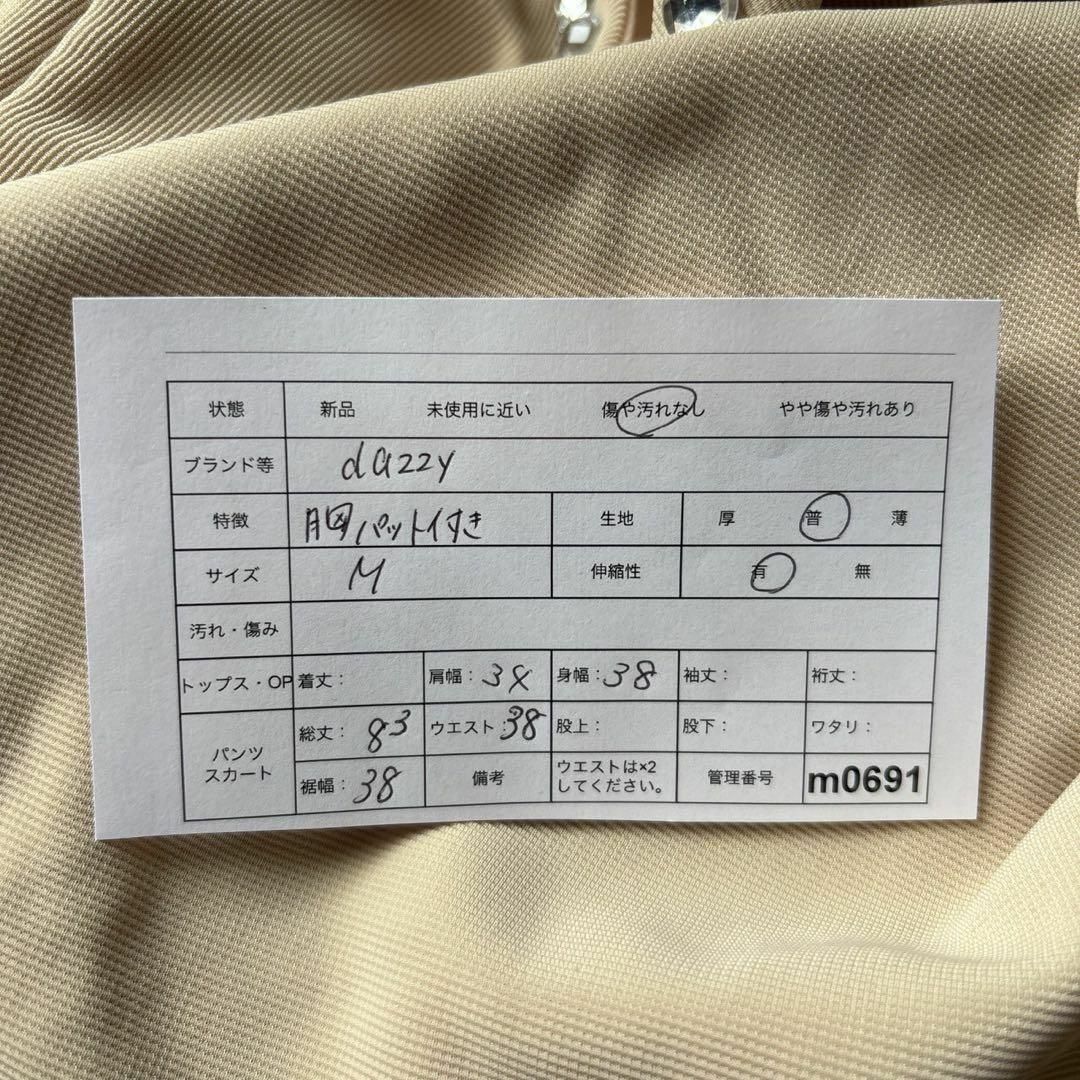 状態 新品 未使用に近い 傷や汚れなし やや傷や汚れあり
ブランド等 dazzy
特徴 胸パット付き 生地 厚 普 薄
サイズ M 伸縮性 有 無
汚れ・傷み
トップス・OP 着丈： 肩幅： 身幅：38 袖丈： 裄丈：
パンツ スカート 総丈：83 ウエスト：38 股上： 股下： ワタリ：
裾幅：38 備考 ウエストは×2 してください。 管理番号 m0691